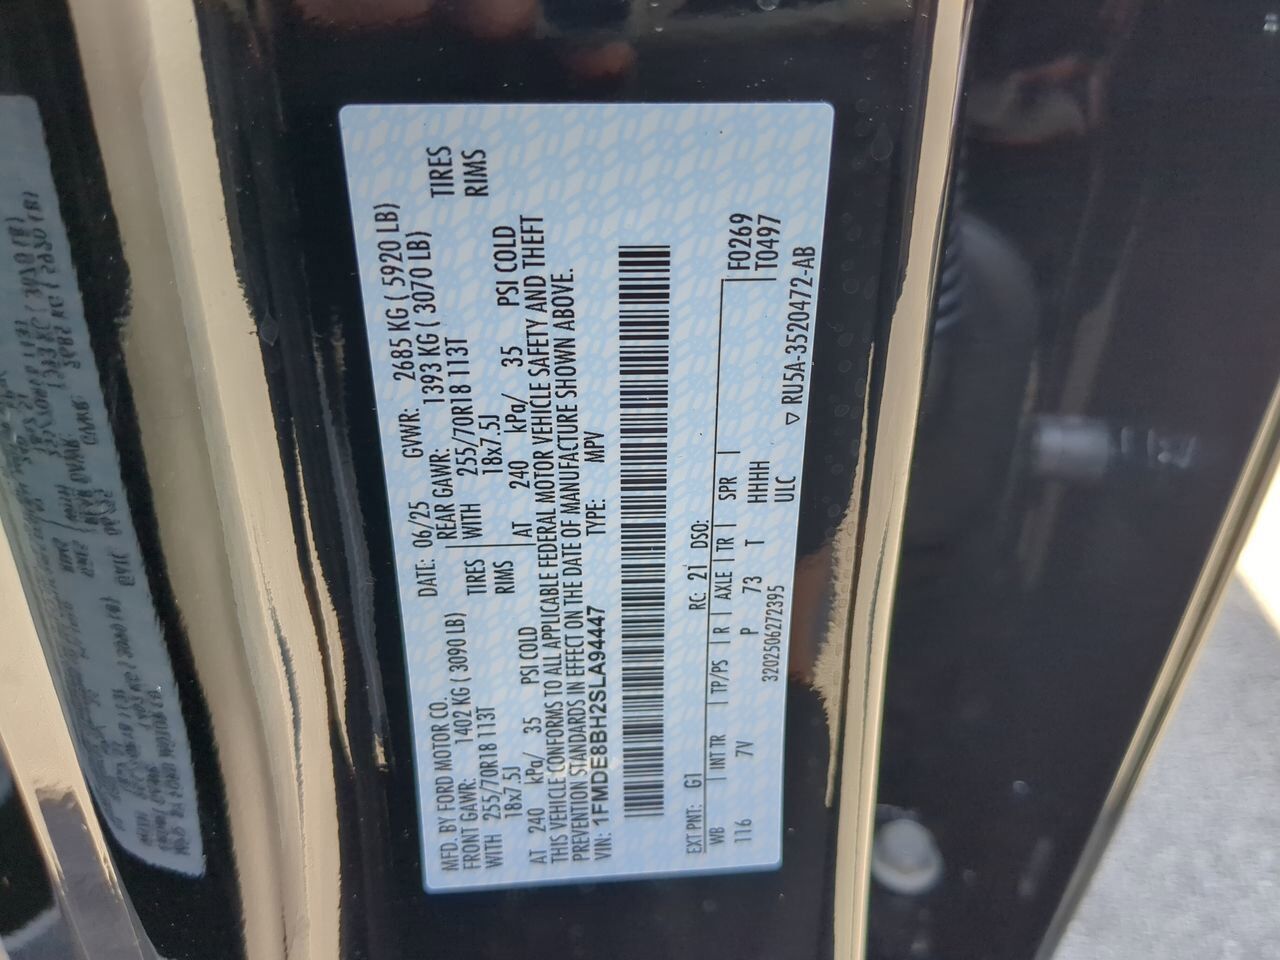 MFD. BY FORD MOTOR CO.
DATE: 06/25 GVWR: 2685 KG ( 5920 LB)
FRONT GAWR: 1402 KG ( 3090 LB)
REAR GAWR: 1393 KG ( 3070 LB)
WITH 255/70R18 113T TIRES
WITH 255/70R18 113T TIRES
18x7.5J RIMS
18x7.5J RIMS
AT 240 kPa/ 35 PSI COLD
AT 240 kPa/ 35 PSI COLD
THIS VEHICLE CONFORMS TO ALL APPLICABLE FEDERAL MOTOR VEHICLE SAFETY AND THEFT
PREVENTION STANDARDS IN EFFECT ON THE DATE OF MANUFACTURE SHOWN ABOVE.
VIN: 1FMDE8BH2SLA94447 TYPE: MPV
EXT PNT: G1 RC: 21 DSO:
WB INT TR TP/PS R AXLE TR SPR F0269
116 7V P 73 T HHHH T0497
ULC
3202506272395 ▽ RU5A-3520472-AB